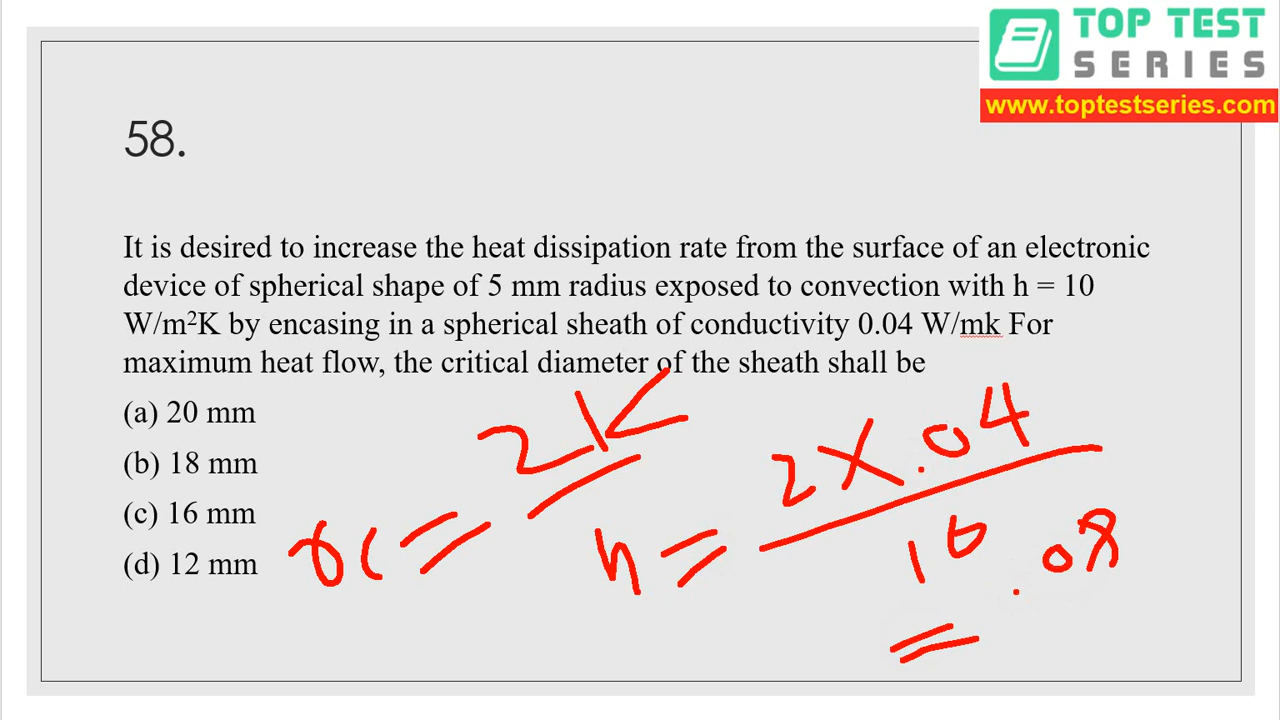 TOP TEST
SERIES
www.toptestseries.com
58.
It is desired to increase the heat dissipation rate from the surface of an electronic
device of spherical shape of 5 mm radius exposed to convection with h = 10
W/m²K by encasing in a spherical sheath of conductivity 0.04 W/mk For
maximum heat flow, the critical diameter of the sheath shall be
(a) 20 mm
(b) 18 mm
(c) 16 mm
(d) 12 mm
rc = 2K / h = 2 X .04 / 10
= .08